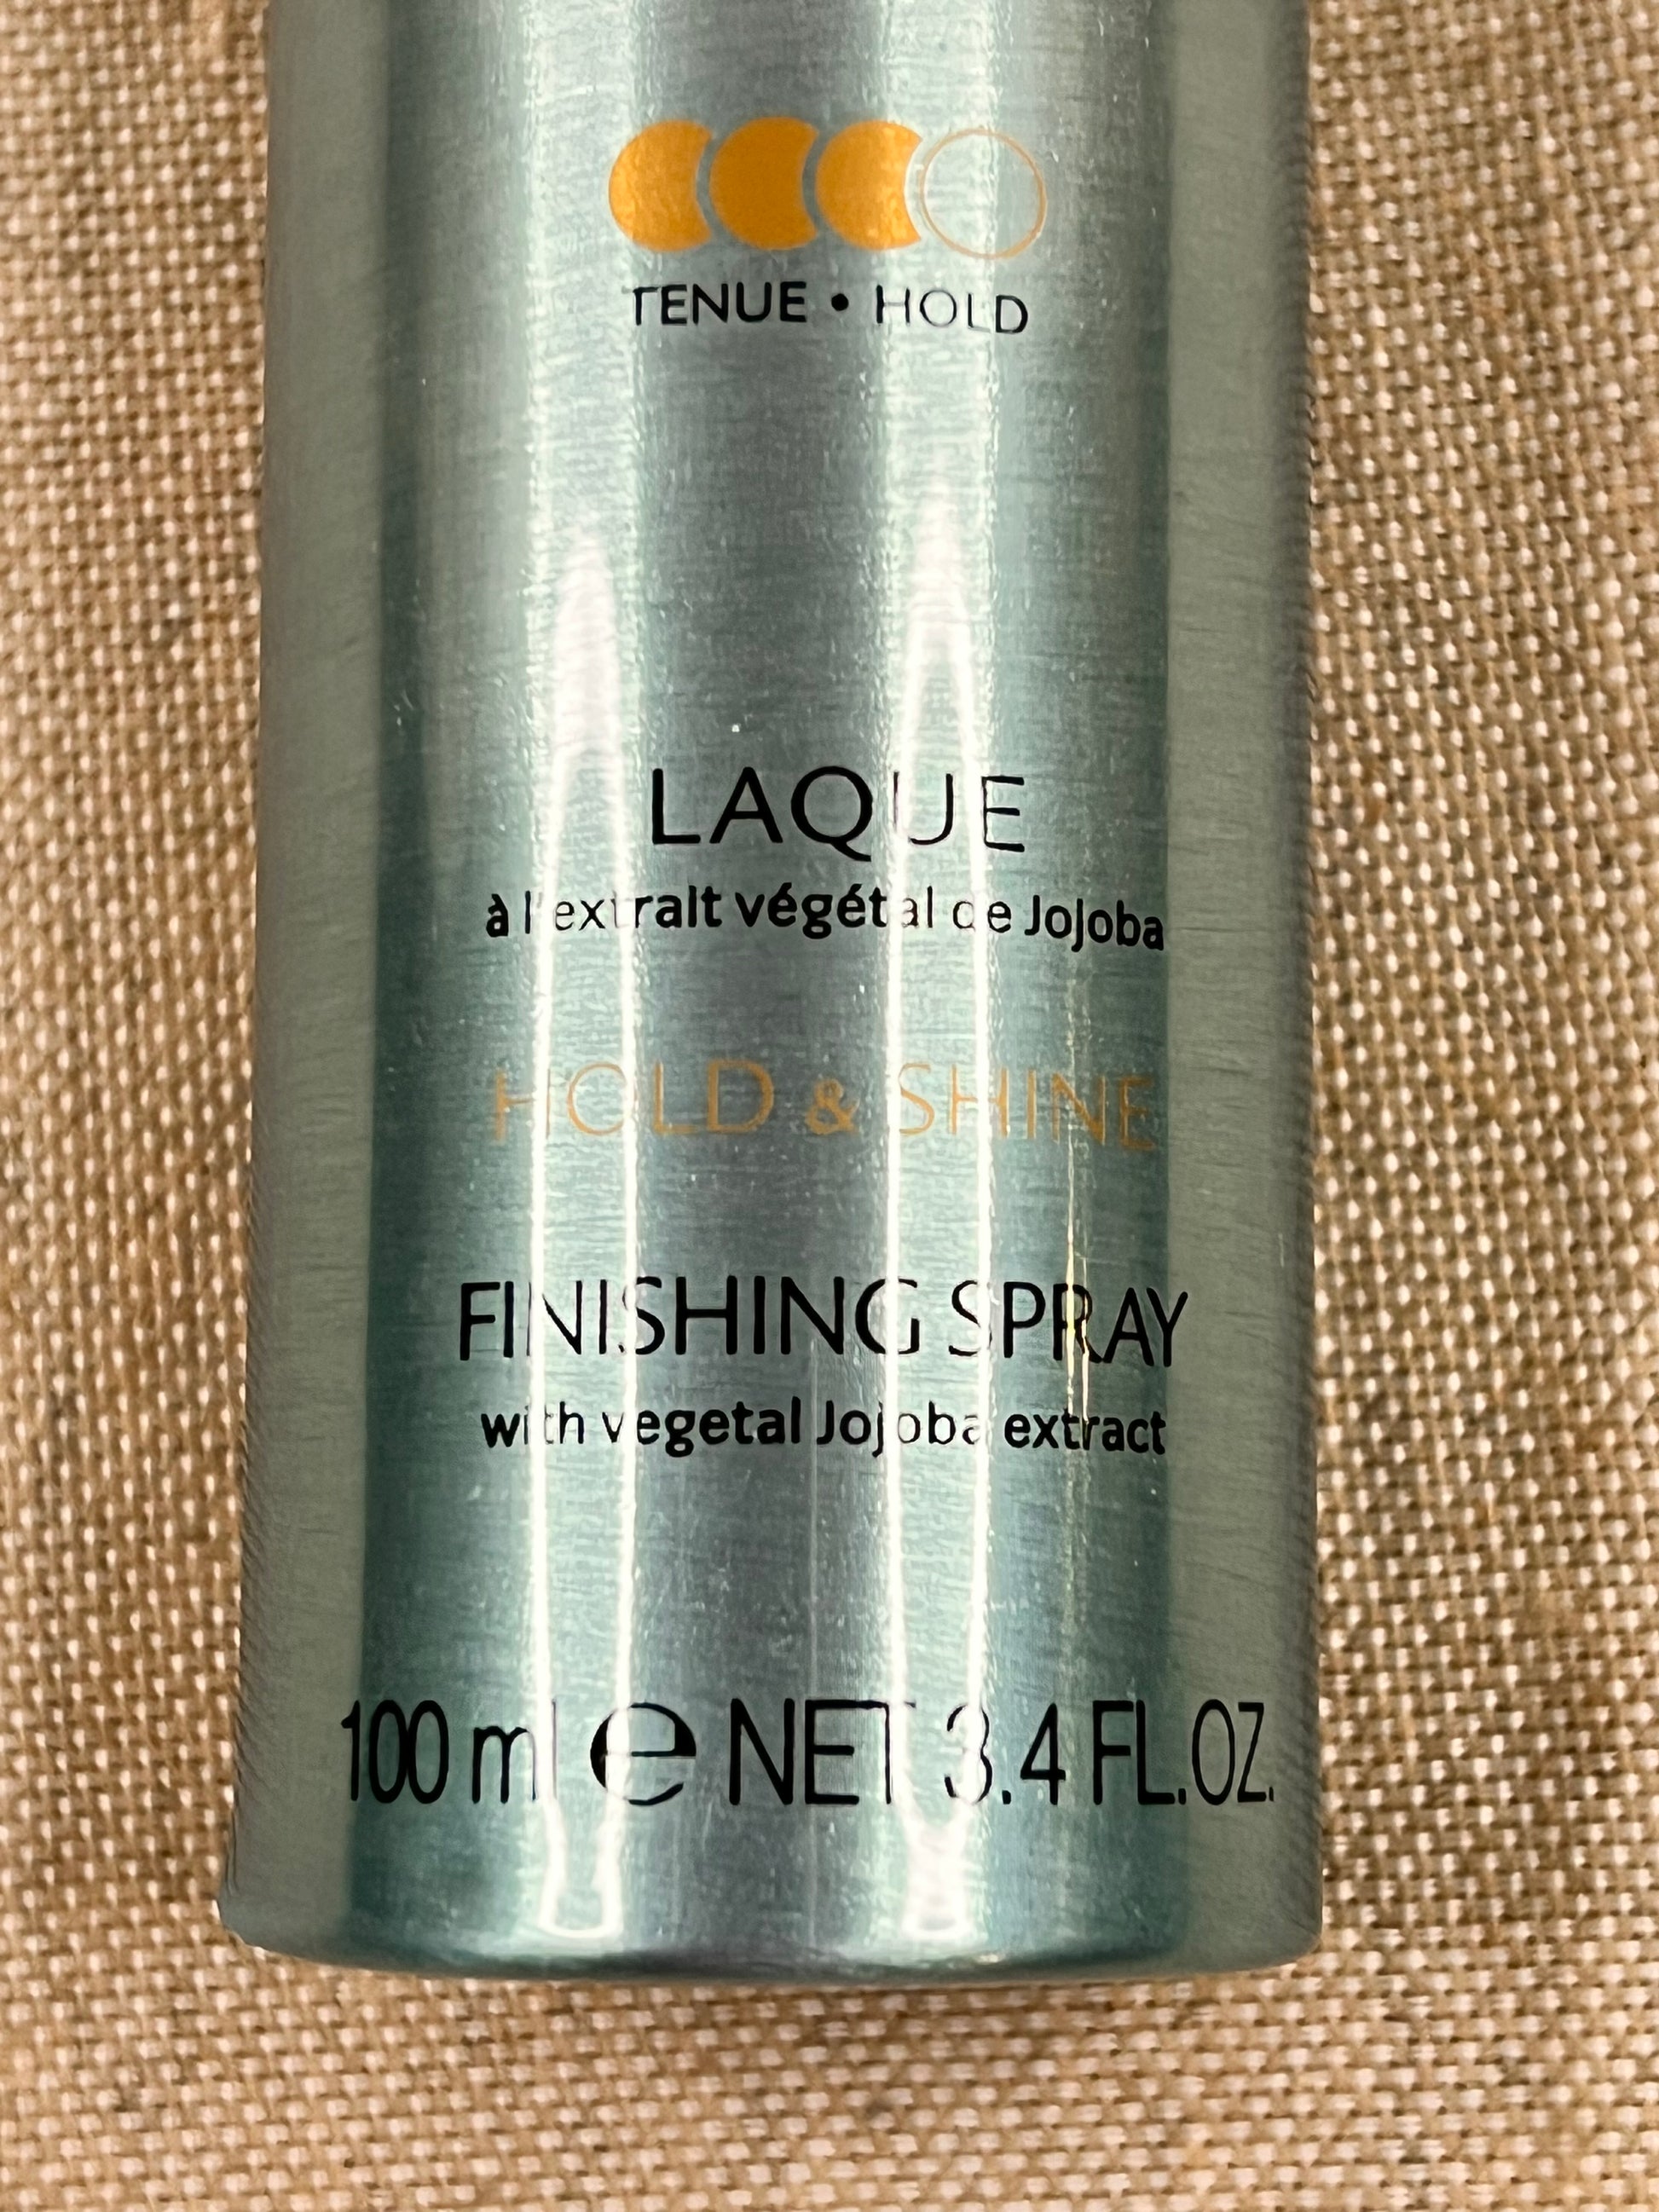 TENUE • HOLD
LAQUE
à l'extrait végétal de Jojoba
HOLD & SHINE
FINISHING SPRAY
with vegetal Jojoba extract
100 ml e NET 3.4 FL.OZ.